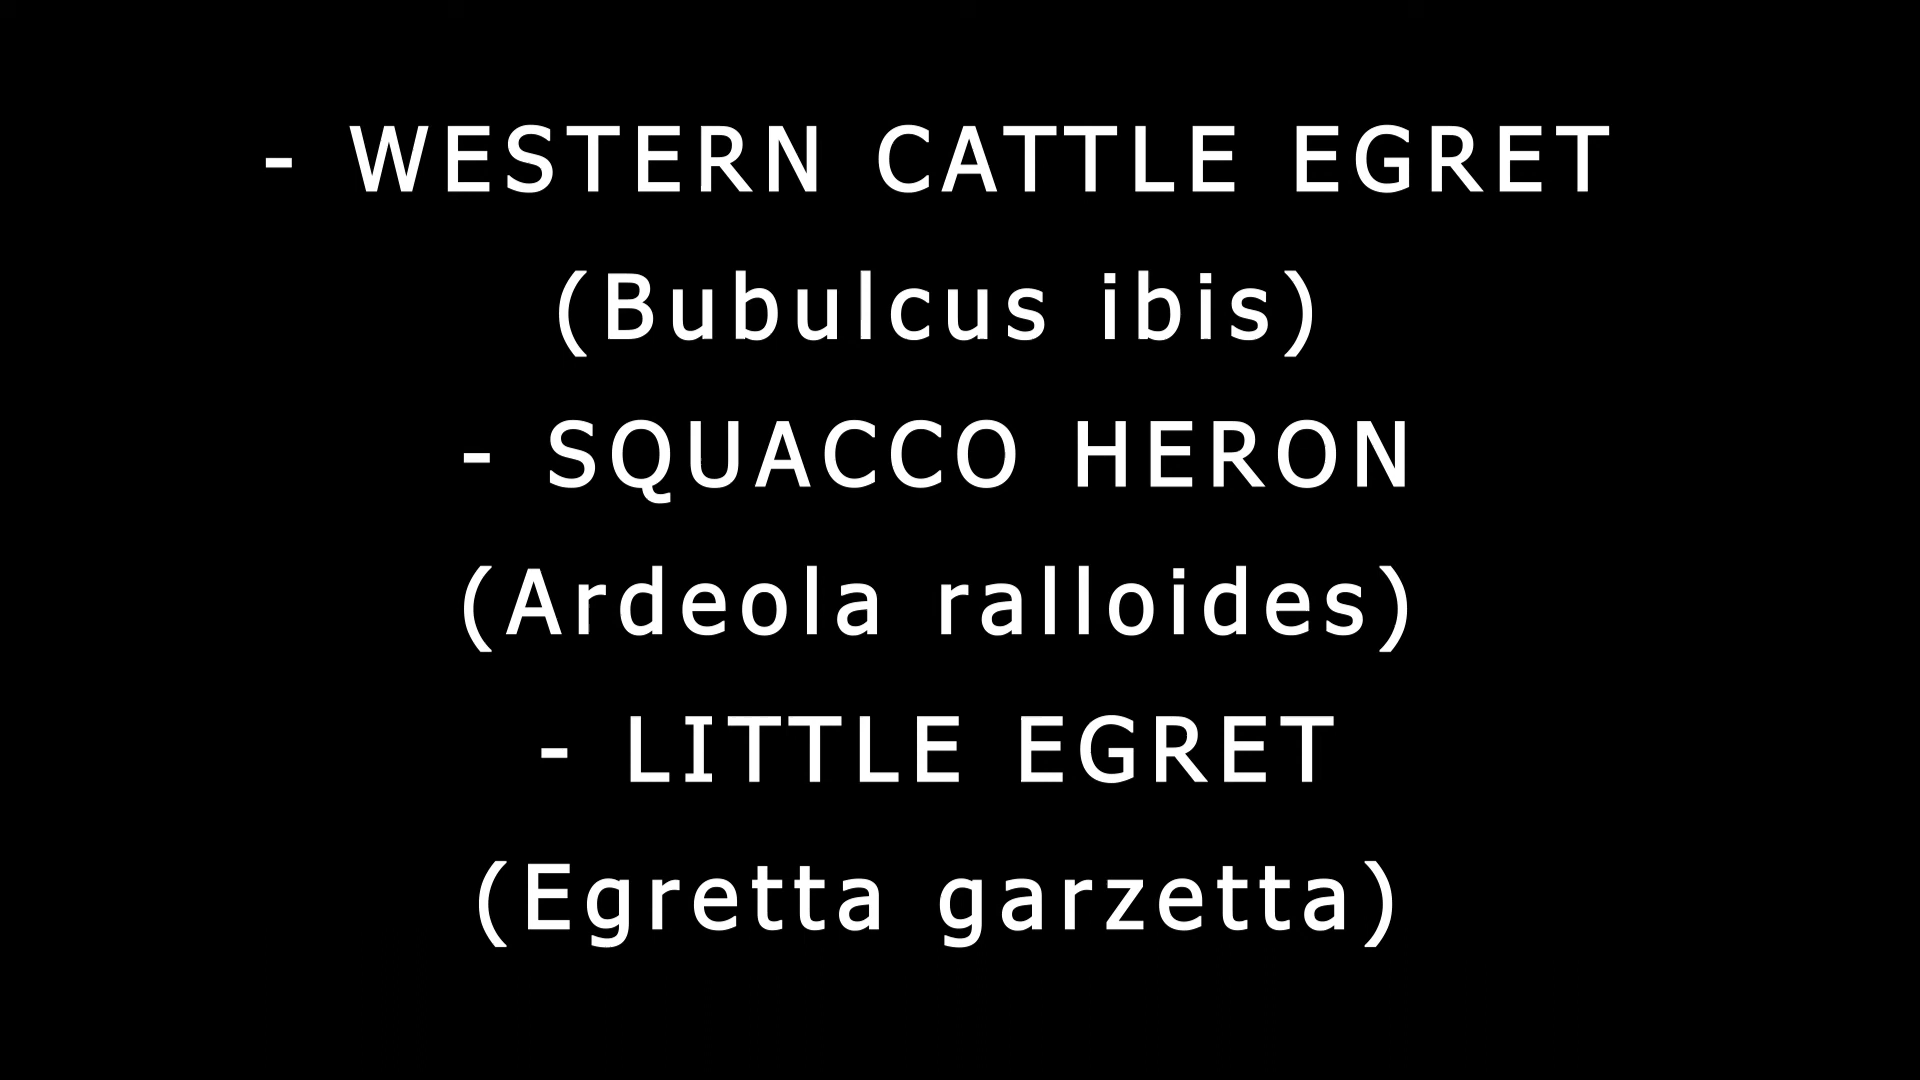 - WESTERN CATTLE EGRET
(Bubulcus ibis)
- SQUACCO HERON
(Ardeola ralloides)
- LITTLE EGRET
(Egretta garzetta)